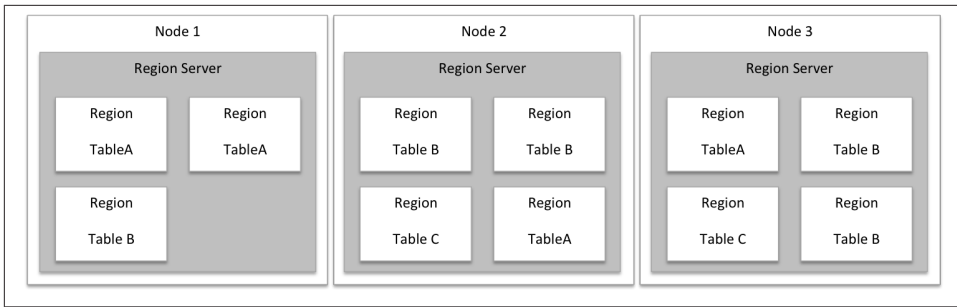 Node 1
Region Server
Region
TableA
Region
TableA
Region
Table B
Node 2
Region Server
Region
Table B
Region
Table B
Region
Table C
Region
TableA
Node 3
Region Server
Region
TableA
Region
Table B
Region
Table C
Region
Table B